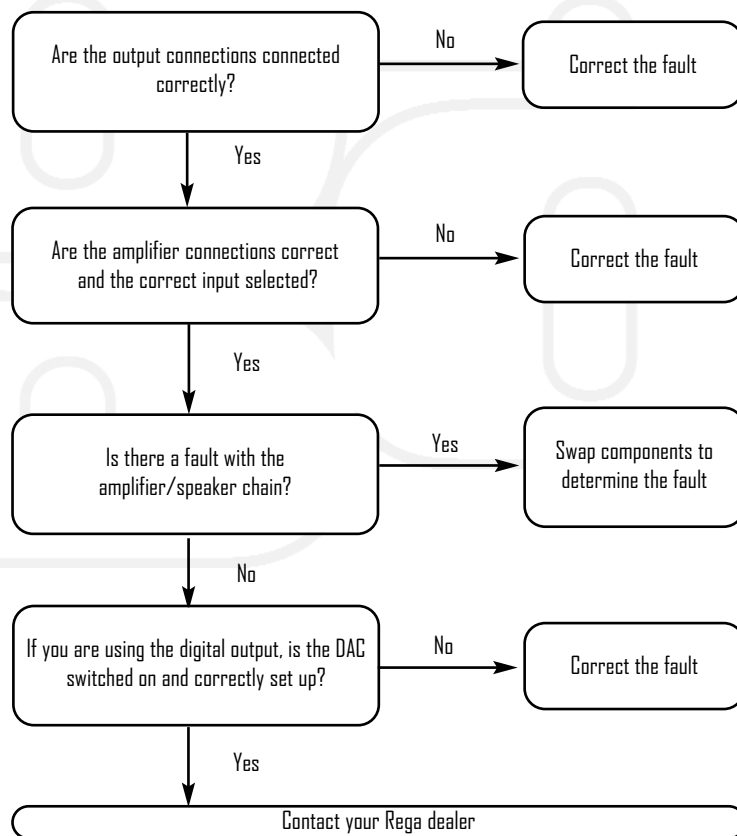 Are the output connections connected
correctly?
No
Correct the fault
Yes
Are the amplifier connections correct
and the correct input selected?
No
Correct the fault
Yes
Is there a fault with the
amplifier/speaker chain?
Yes
Swap components to
determine the fault
No
If you are using the digital output, is the DAC
switched on and correctly set up?
No
Correct the fault
Yes
Contact your Rega dealer